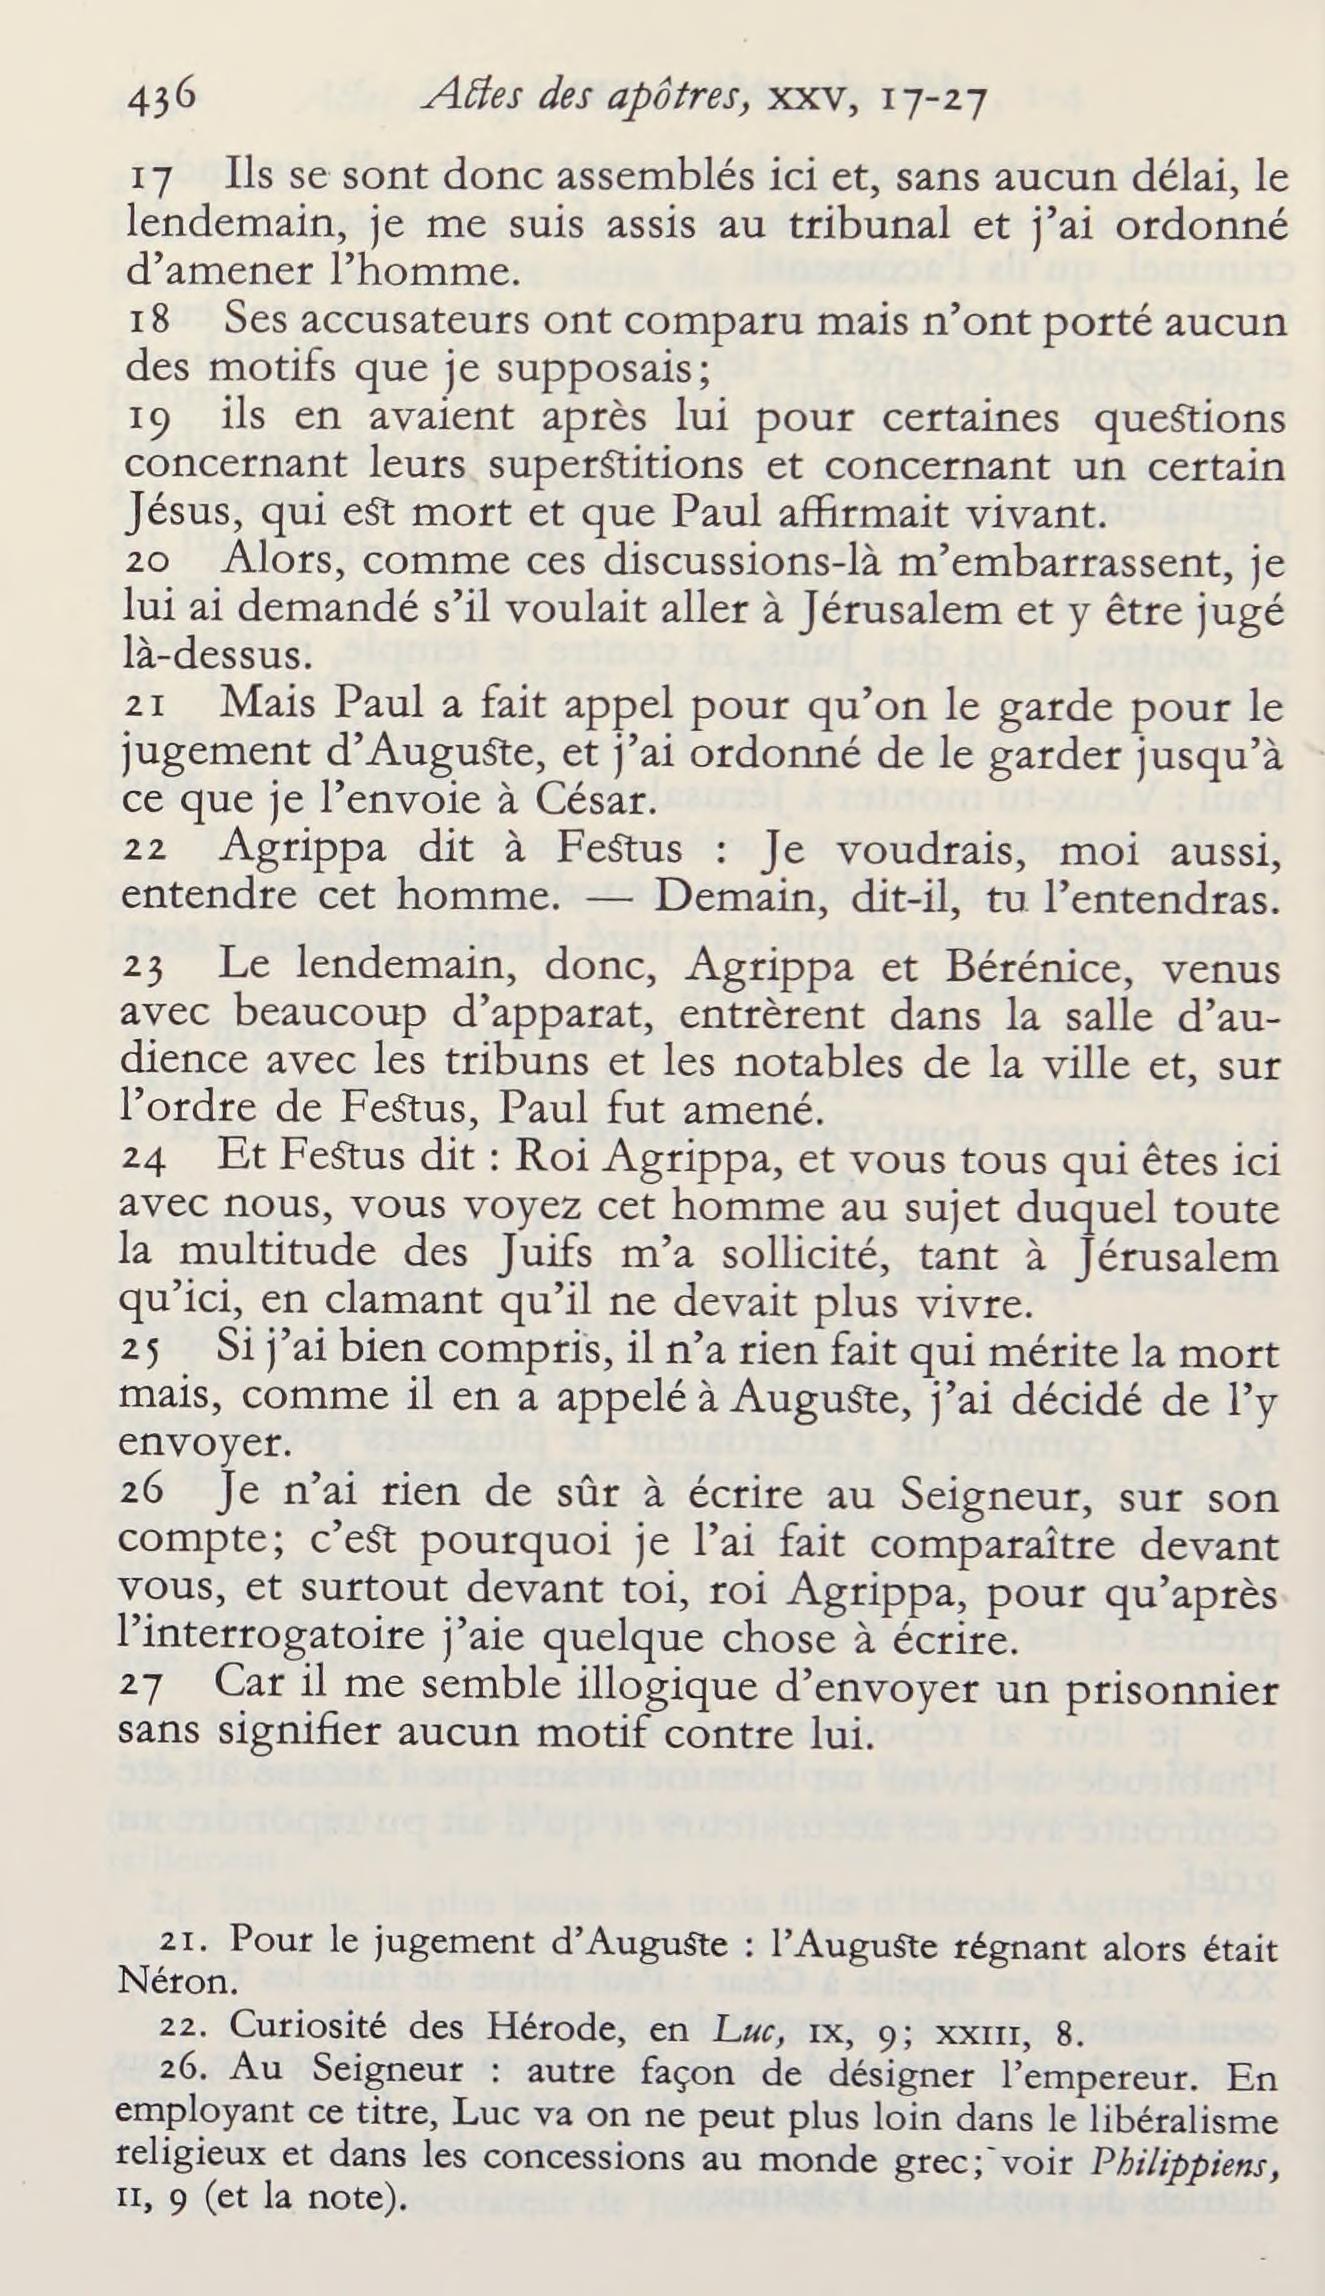 436 Actes des apôtres, XXV, 17-27
17 Ils se sont donc assemblés ici et, sans aucun délai, le
lendemain, je me suis assis au tribunal et j'ai ordonné
d'amener l'homme.
18 Ses accusateurs ont comparu mais n'ont porté aucun
des motifs que je supposais;
19 ils en avaient après lui pour certaines questions
concernant leurs superstitions et concernant un certain
Jésus, qui est mort et que Paul affirmait vivant.
20 Alors, comme ces discussions-là m'embarrassent, je
lui ai demandé s'il voulait aller à Jérusalem et y être jugé
là-dessus.
21 Mais Paul a fait appel pour qu'on le garde pour le
jugement d'Auguste, et j'ai ordonné de le garder jusqu'à
ce que je l'envoie à César.
22 Agrippa dit à Festus : Je voudrais, moi aussi,
entendre cet homme. — Demain, dit-il, tu l'entendras.
23 Le lendemain, donc, Agrippa et Bérénice, venus
avec beaucoup d'apparat, entrèrent dans la salle d'au-
dience avec les tribuns et les notables de la ville et, sur
l'ordre de Festus, Paul fut amené.
24 Et Festus dit : Roi Agrippa, et vous tous qui êtes ici
avec nous, vous voyez cet homme au sujet duquel toute
la multitude des Juifs m'a sollicité, tant à Jérusalem
qu'ici, en clamant qu'il ne devait plus vivre.
25 Si j'ai bien compris, il n'a rien fait qui mérite la mort
mais, comme il en a appelé à Auguste, j'ai décidé de l'y
envoyer.
26 Je n'ai rien de sûr à écrire au Seigneur, sur son
compte; c'est pourquoi je l'ai fait comparaître devant
vous, et surtout devant toi, roi Agrippa, pour qu'après
l'interrogatoire j'aie quelque chose à écrire.
27 Car il me semble illogique d'envoyer un prisonnier
sans signifier aucun motif contre lui.
21. Pour le jugement d'Auguste : l'Auguste régnant alors était
Néron.
22. Curiosité des Hérode, en Luc, IX, 9; XXIII, 8.
26. Au Seigneur : autre façon de désigner l'empereur. En
employant ce titre, Luc va on ne peut plus loin dans le libéralisme
religieux et dans les concessions au monde grec; voir Philippiens,
II, 9 (et la note).